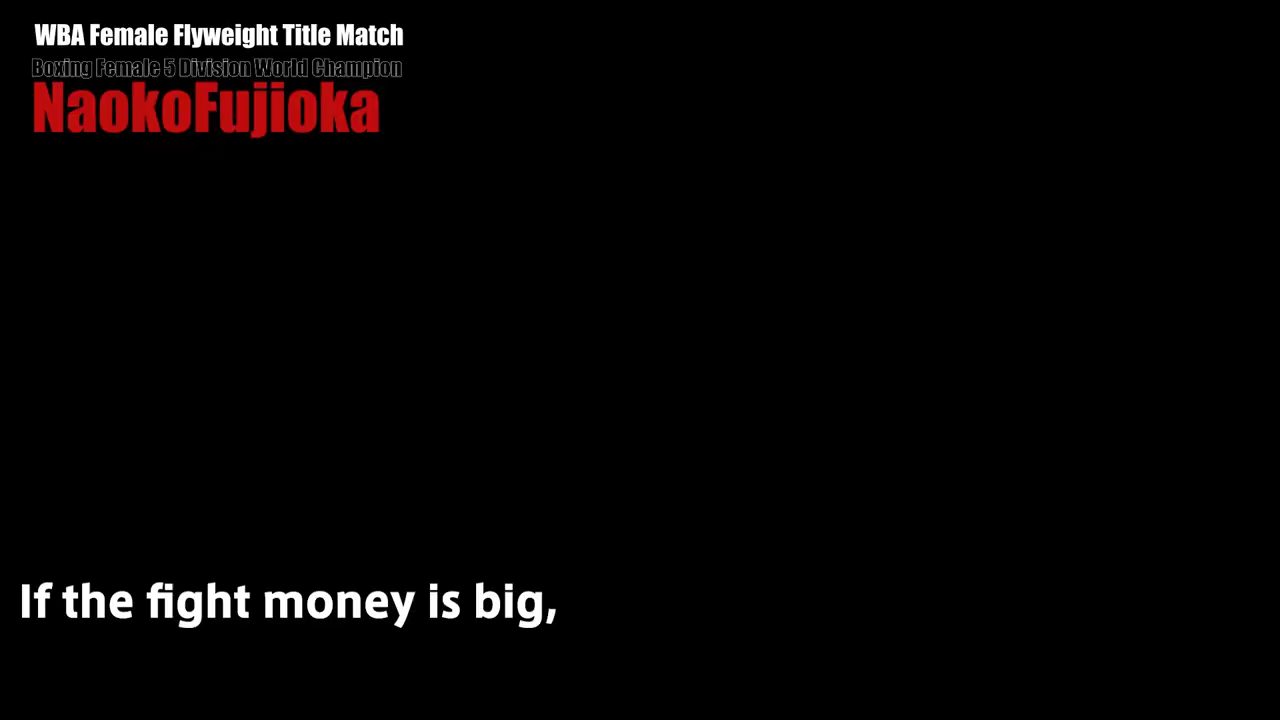 WBA Female Flyweight Title Match
Boxing Female 5 Division World Champion
NaokoFujioka
If the fight money is big,